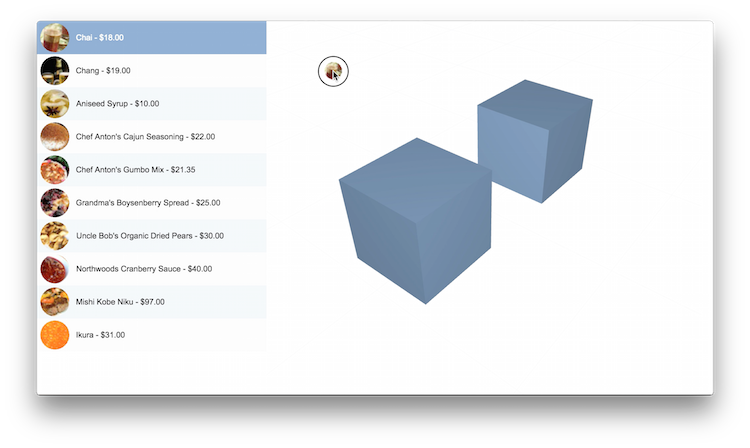 Chai - $18.00
Chang - $19.00
Aniseed Syrup - $10.00
Chef Anton's Cajun Seasoning - $22.00
Chef Anton's Gumbo Mix - $21.35
Grandma's Boysenberry Spread - $25.00
Uncle Bob's Organic Dried Pears - $30.00
Northwoods Cranberry Sauce - $40.00
Mishi Kobe Niku - $97.00
Ikura - $31.00